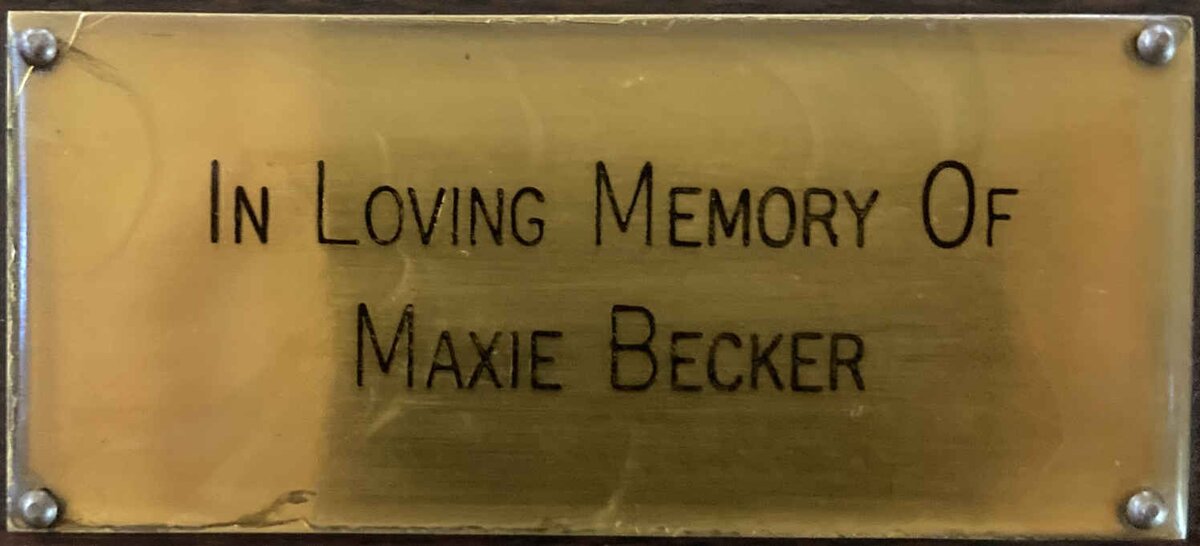 In Loving Memory Of
Maxie Becker